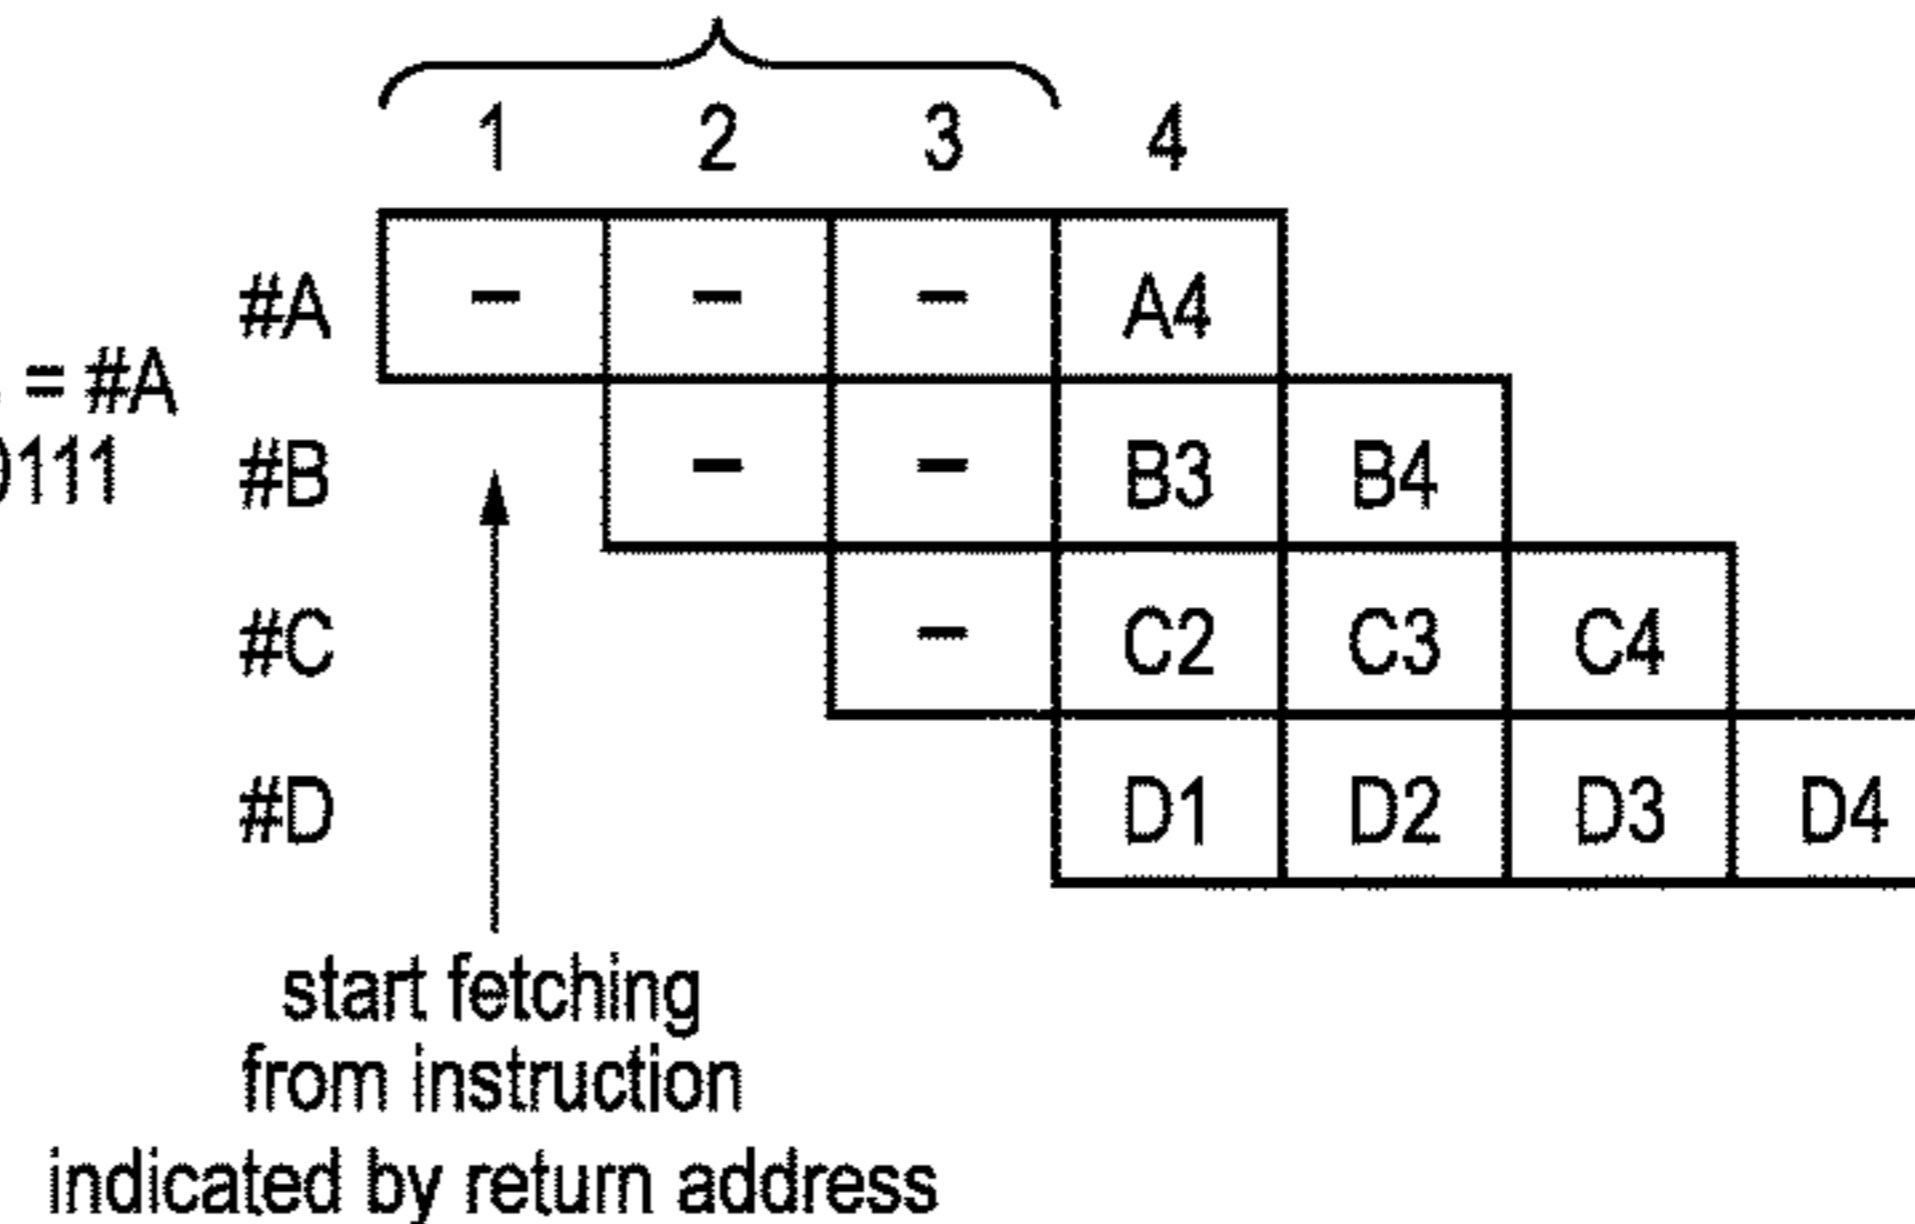 1 2 3 4
#A - - - A4
= #A
0111 #B - - B3 B4
#C - C2 C3 C4
#D D1 D2 D3 D4
start fetching
from instruction
indicated by return address